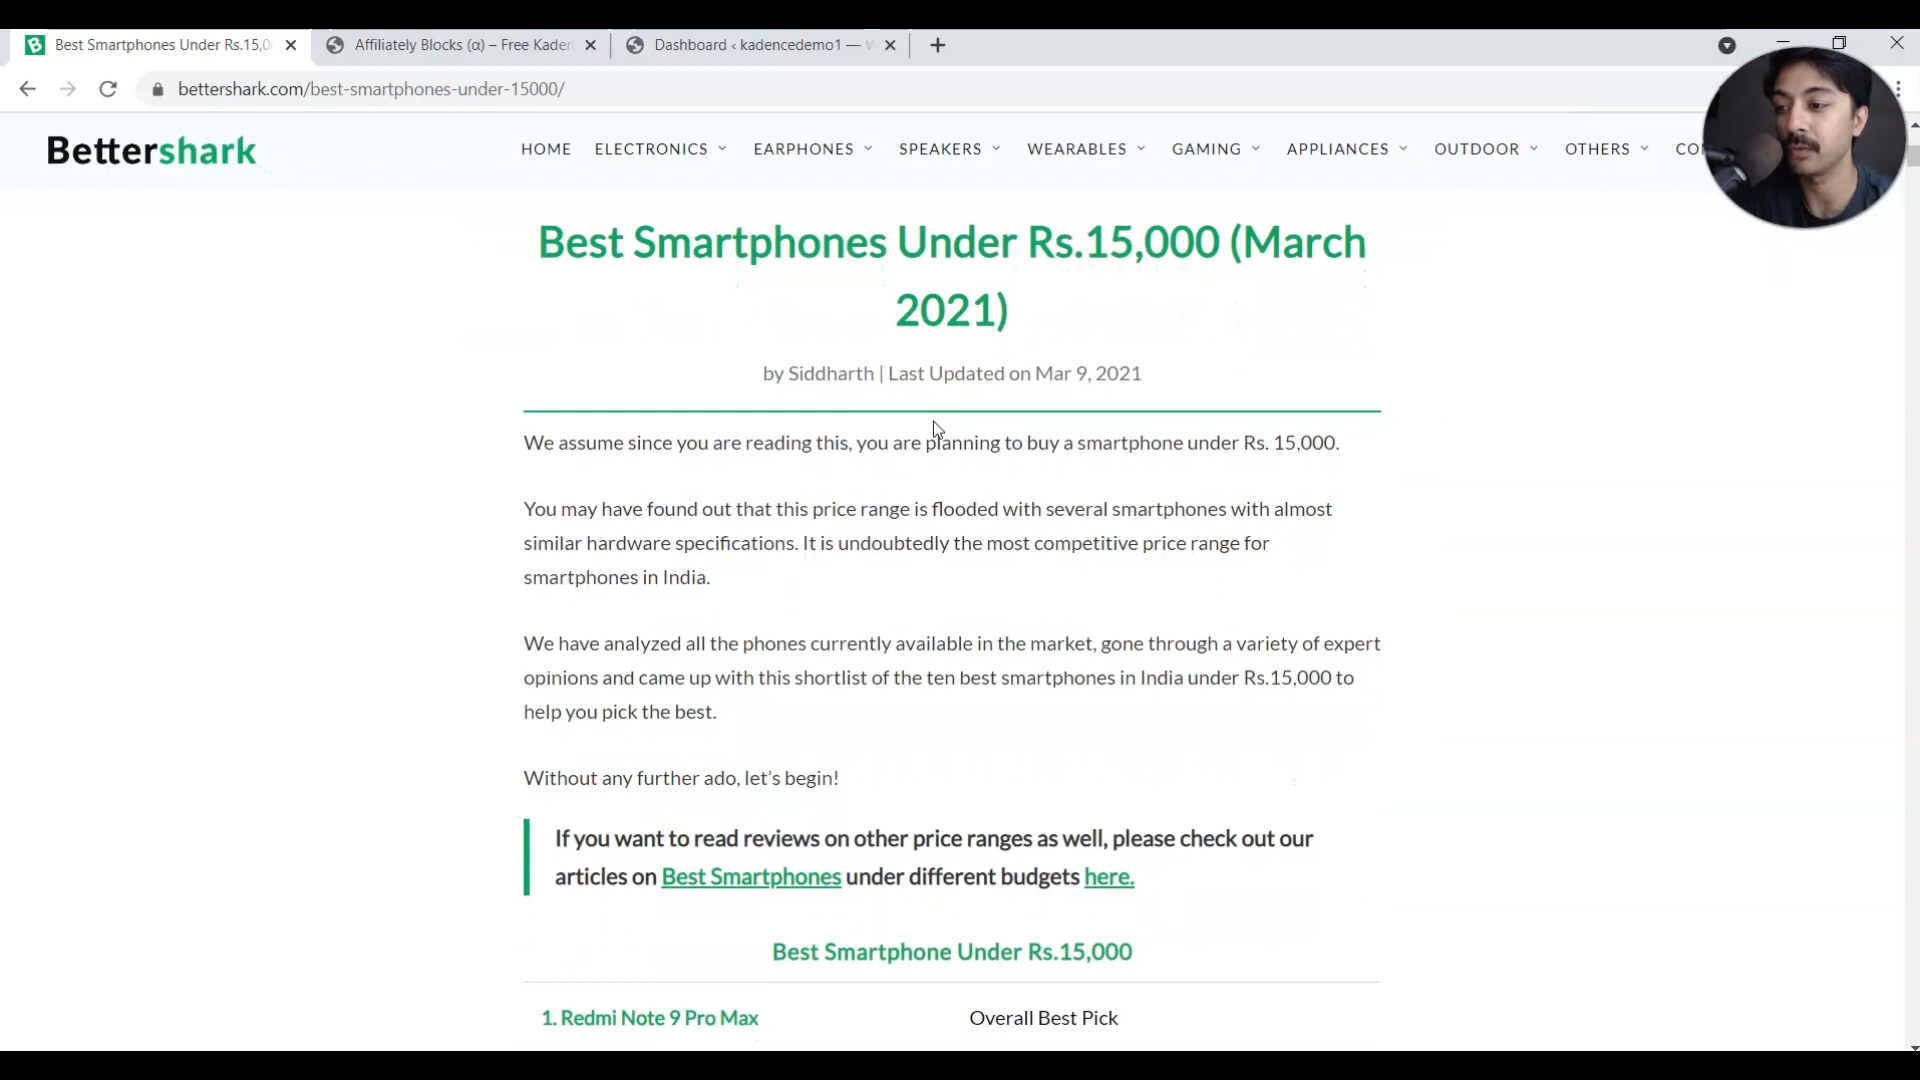 Best Smartphones Under Rs.15,0
Affiliately Blocks (α) – Free Kaden
Dashboard ‹ kadencedemo1 — W
bettershark.com/best-smartphones-under-15000/
Bettershark
HOME ELECTRONICS EARPHONES SPEAKERS WEARABLES GAMING APPLIANCES OUTDOOR OTHERS
Best Smartphones Under Rs.15,000 (March
2021)
by Siddharth | Last Updated on Mar 9, 2021
We assume since you are reading this, you are planning to buy a smartphone under Rs. 15,000.
You may have found out that this price range is flooded with several smartphones with almost
similar hardware specifications. It is undoubtedly the most competitive price range for
smartphones in India.
We have analyzed all the phones currently available in the market, gone through a variety of expert
opinions and came up with this shortlist of the ten best smartphones in India under Rs.15,000 to
help you pick the best.
Without any further ado, let’s begin!
If you want to read reviews on other price ranges as well, please check out our
articles on Best Smartphones under different budgets here.
Best Smartphone Under Rs.15,000
1. Redmi Note 9 Pro Max Overall Best Pick